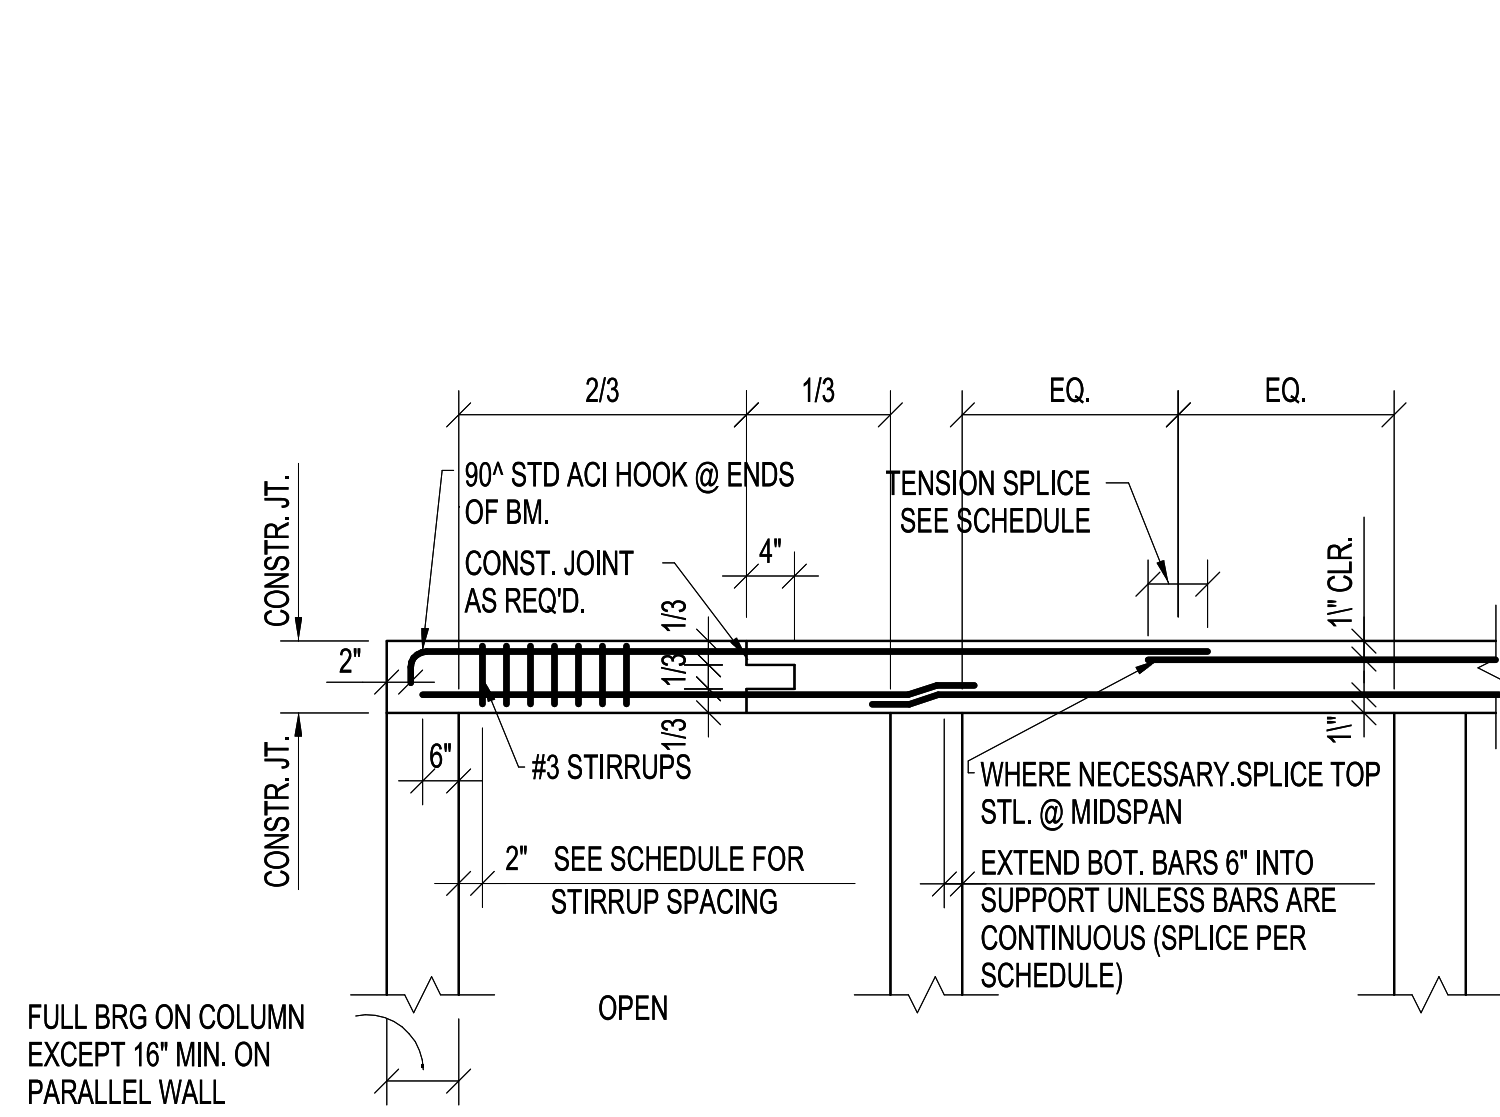 2/3
1/3
EQ.
EQ.
90^ STD ACI HOOK @ ENDS
OF BM.
TENSION SPLICE
SEE SCHEDULE
CONSTR. JT.
CONST. JOINT
AS REQ'D.
4"
1/3
1\" CLR.
2"
1/3
1/3
1\"
CONSTR. JT.
6"
#3 STIRRUPS
WHERE NECESSARY.SPLICE TOP
STL. @ MIDSPAN
2" SEE SCHEDULE FOR
STIRRUP SPACING
EXTEND BOT. BARS 6" INTO
SUPPORT UNLESS BARS ARE
CONTINUOUS (SPLICE PER
SCHEDULE)
OPEN
FULL BRG ON COLUMN
EXCEPT 16" MIN. ON
PARALLEL WALL